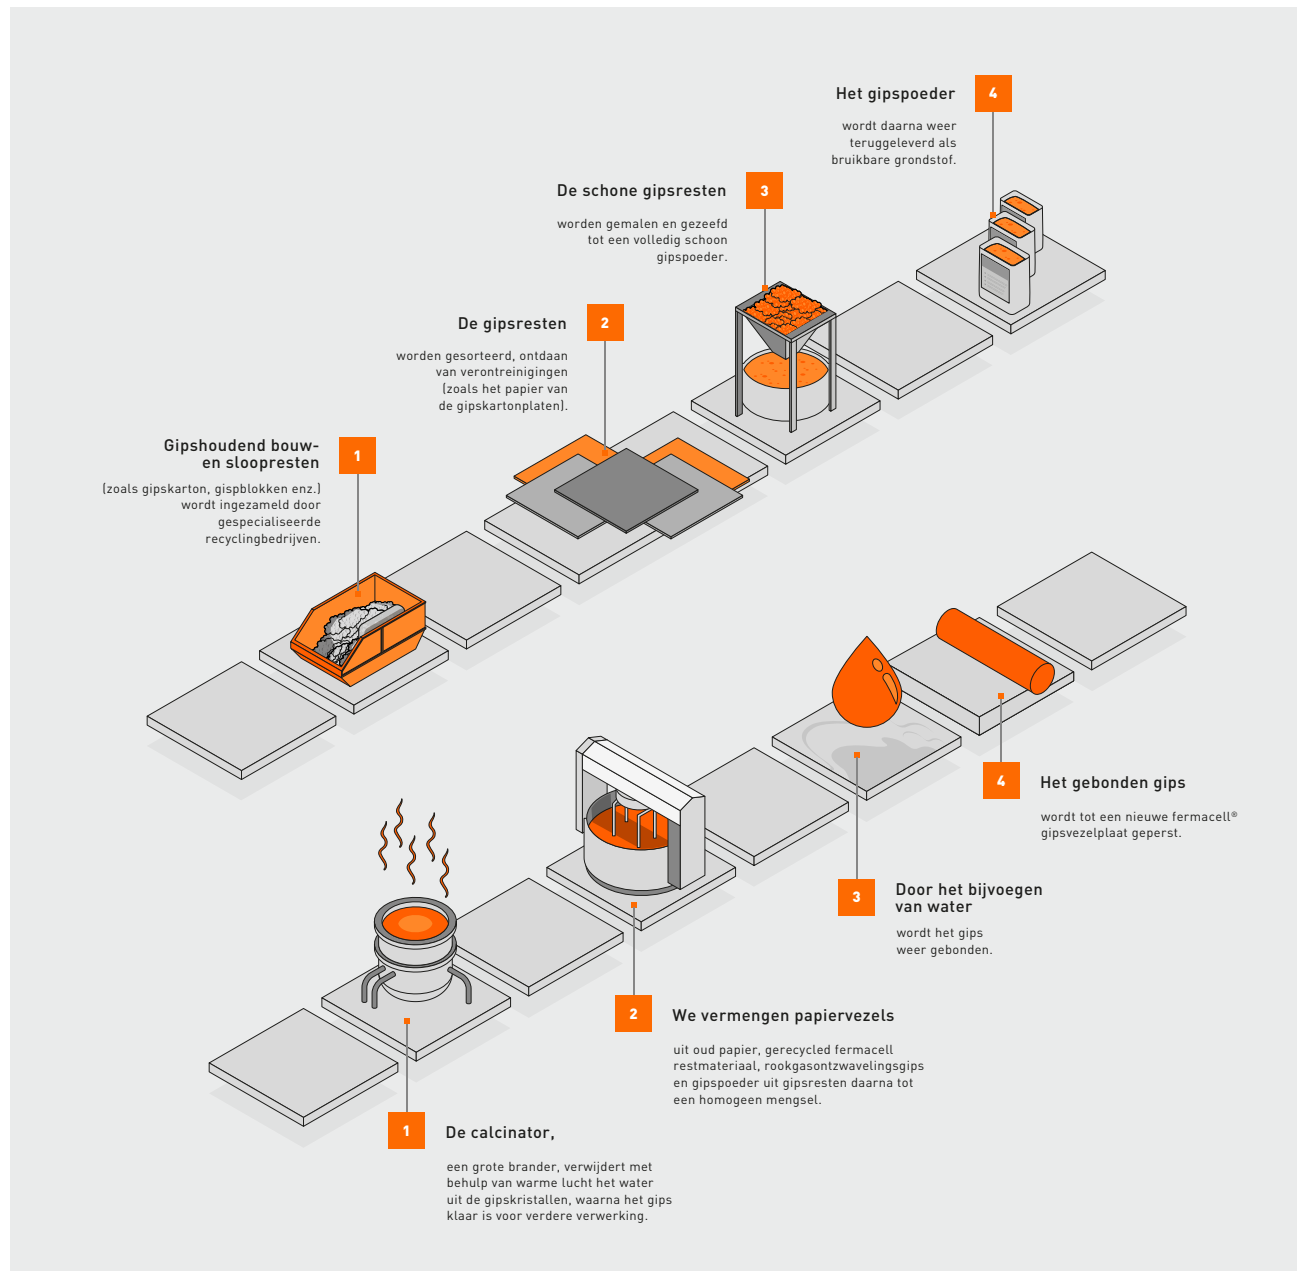 Het gipspoeder
4
wordt daarna weer
teruggeleverd als
bruikbare grondstof.
De schone gipsresten
3
worden gemalen en gezeefd
tot een volledig schoon
gipspoeder.
De gipsresten
2
worden gesorteerd, ontdaan
van verontreinigingen
(zoals het papier van
de gipskartonplaten).
Gipshoudend bouw-
en sloopresten
1
(zoals gipskarton, gispblokken enz.)
wordt ingezameld door
gespecialiseerde
recyclingbedrijven.
4
Het gebonden gips
wordt tot een nieuwe fermacell®
gipsvezelplaat geperst.
3
Door het bijvoegen
van water
wordt het gips
weer gebonden.
2
We vermengen papiervezels
uit oud papier, gerecycled fermacell
restmateriaal, rookgasontzwavelingsgips
en gipspoeder uit gipsresten daarna tot
een homogeen mengsel.
1
De calcinator,
een grote brander, verwijdert met
behulp van warme lucht het water
uit de gipskristallen, waarna het gips
klaar is voor verdere verwerking.